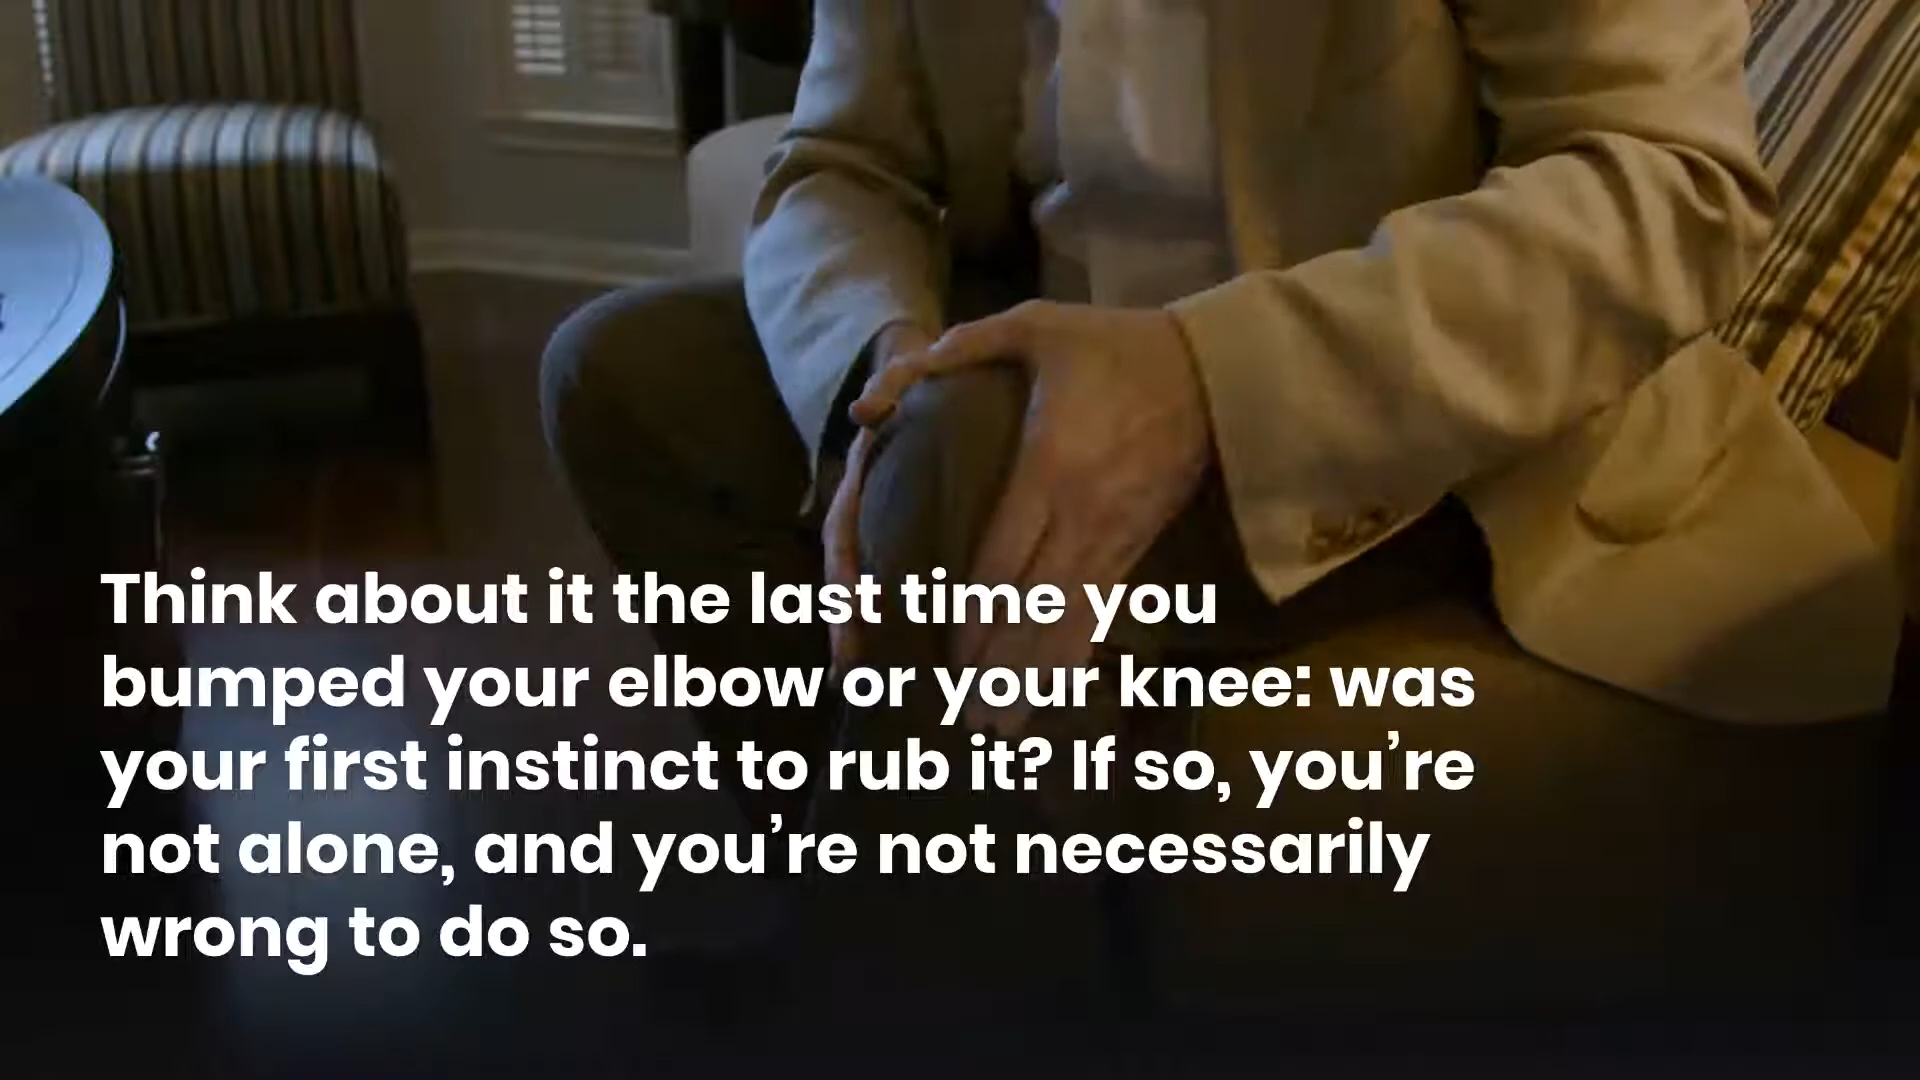 Think about it the last time you
bumped your elbow or your knee: was
your first instinct to rub it? If so, you’re
not alone, and you’re not necessarily
wrong to do so.